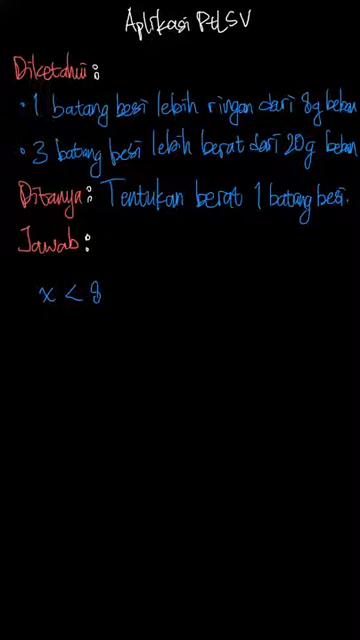 Aplikasi PtLSV
Diketahui:
• 1 batang besi lebih ringan dari 8g beban
• 3 batang besi lebih berat dari 20g beban
Ditanya: Tentukan berat 1 batang besi.
Jawab:
x < 8